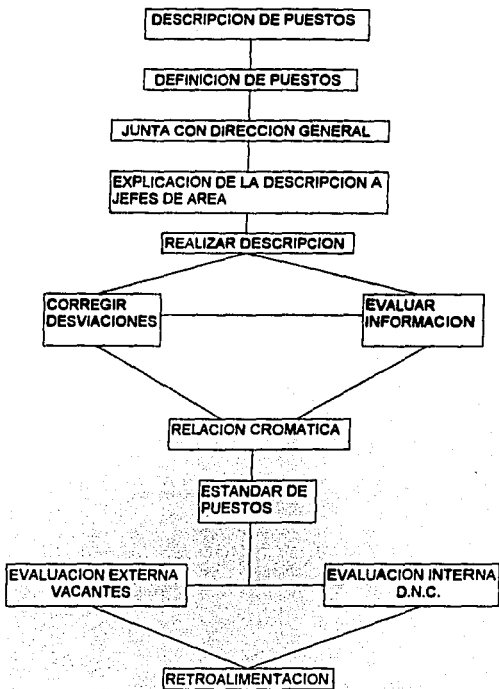 DESCRIPCION DE PUESTOS
DEFINICION DE PUESTOS
JUNTA CON DIRECCION GENERAL
EXPLICACION DE LA DESCRIPCION A
JEFES DE AREA
REALIZAR DESCRIPCION
CORREGIR
DESVIACIONES
EVALUAR
INFORMACION
RELACION CROMATICA
ESTANDAR DE
PUESTOS
EVALUACION EXTERNA
VACANTES
EVALUACION INTERNA
D.N.C.
RETROALIMENTACION